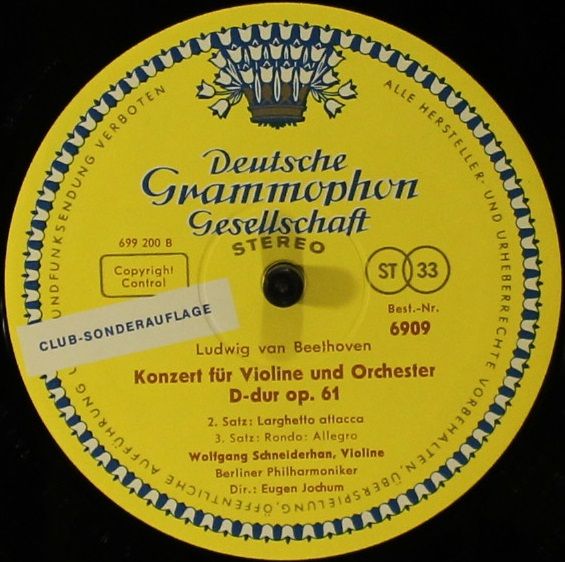 Deutsche
Grammophon
Gesellschaft
STEREO
699 200 B
Copyright
Control
ST 33
Best.-Nr.
6909
CLUB-SONDERAUFLAGE
Ludwig van Beethoven
Konzert für Violine und Orchester
D-dur op. 61
2. Satz: Larghetto attacca
3. Satz: Rondo: Allegro
Wolfgang Schneiderhan, Violine
Berliner Philharmoniker
Dir.: Eugen Jochum
ALLE HERSTELLER- UND URHEBERRECHTE VORBEHALTEN, ÜBERSPIELUNG, ÖFFENTLICHE AUFFÜHRUNG UNDFUNKSENDUNG VERBOTEN